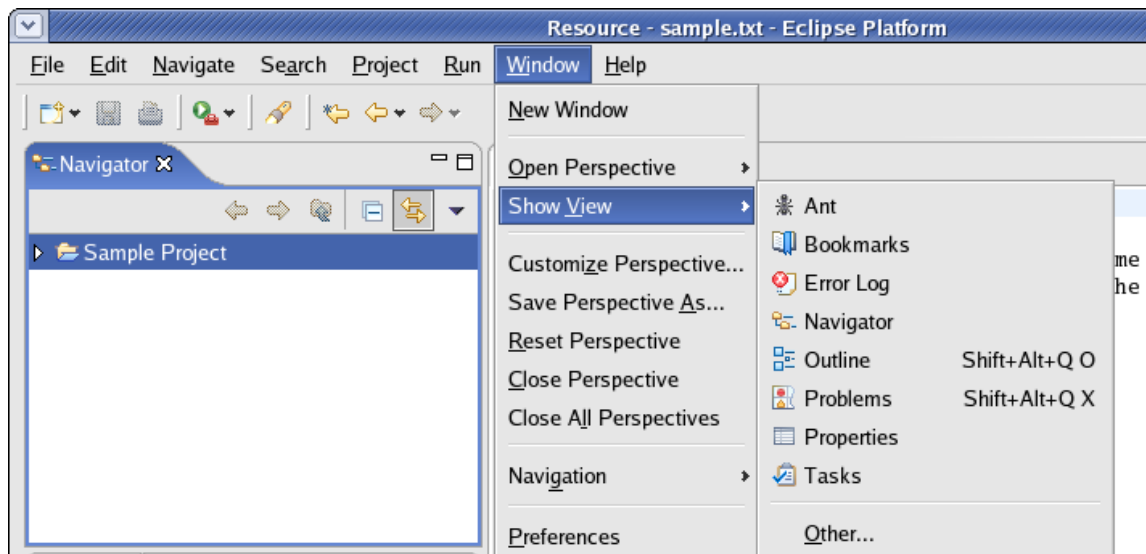 Resource - sample.txt - Eclipse Platform
File Edit Navigate Search Project Run Window Help
New Window
Navigator
Open Perspective
Show View
Sample Project
Customize Perspective...
Save Perspective As...
Reset Perspective
Close Perspective
Close All Perspectives
Navigation
Preferences
Ant
Bookmarks
Error Log
Navigator
Outline Shift+Alt+Q O
Problems Shift+Alt+Q X
Properties
Tasks
Other...
me
he